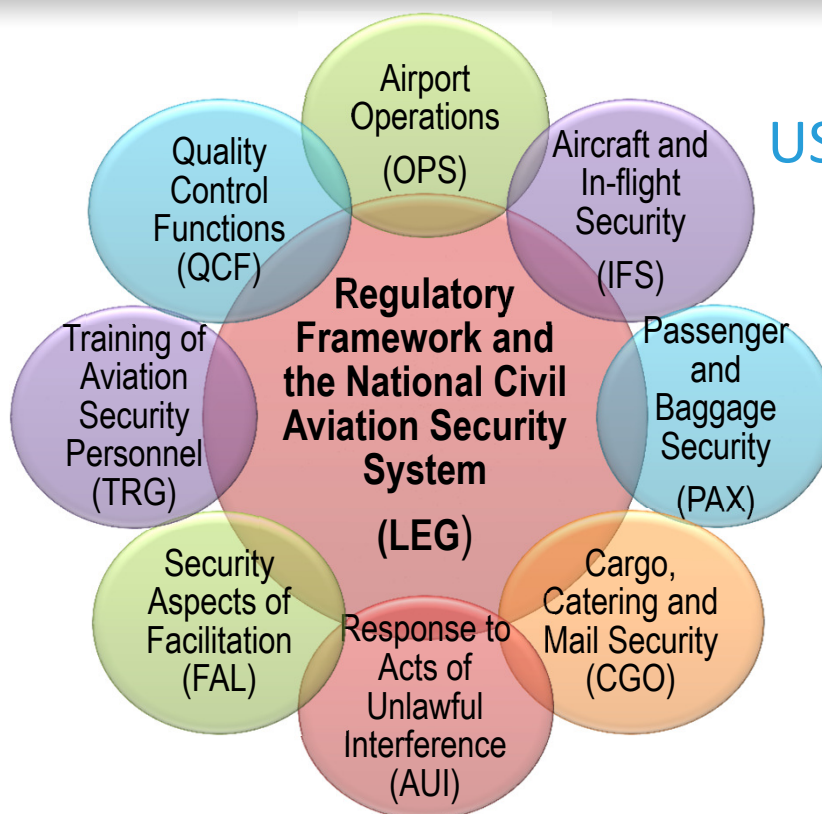 Airport
Operations
(OPS)
Aircraft and
In-flight
Security
(IFS)
Passenger
and
Baggage
Security
(PAX)
Cargo,
Catering and
Mail Security
(CGO)
Response to
Acts of
Unlawful
Interference
(AUI)
Security
Aspects of
Facilitation
(FAL)
Training of
Aviation
Security
Personnel
(TRG)
Quality
Control
Functions
(QCF)
Regulatory
Framework and
the National Civil
Aviation Security
System
(LEG)
US